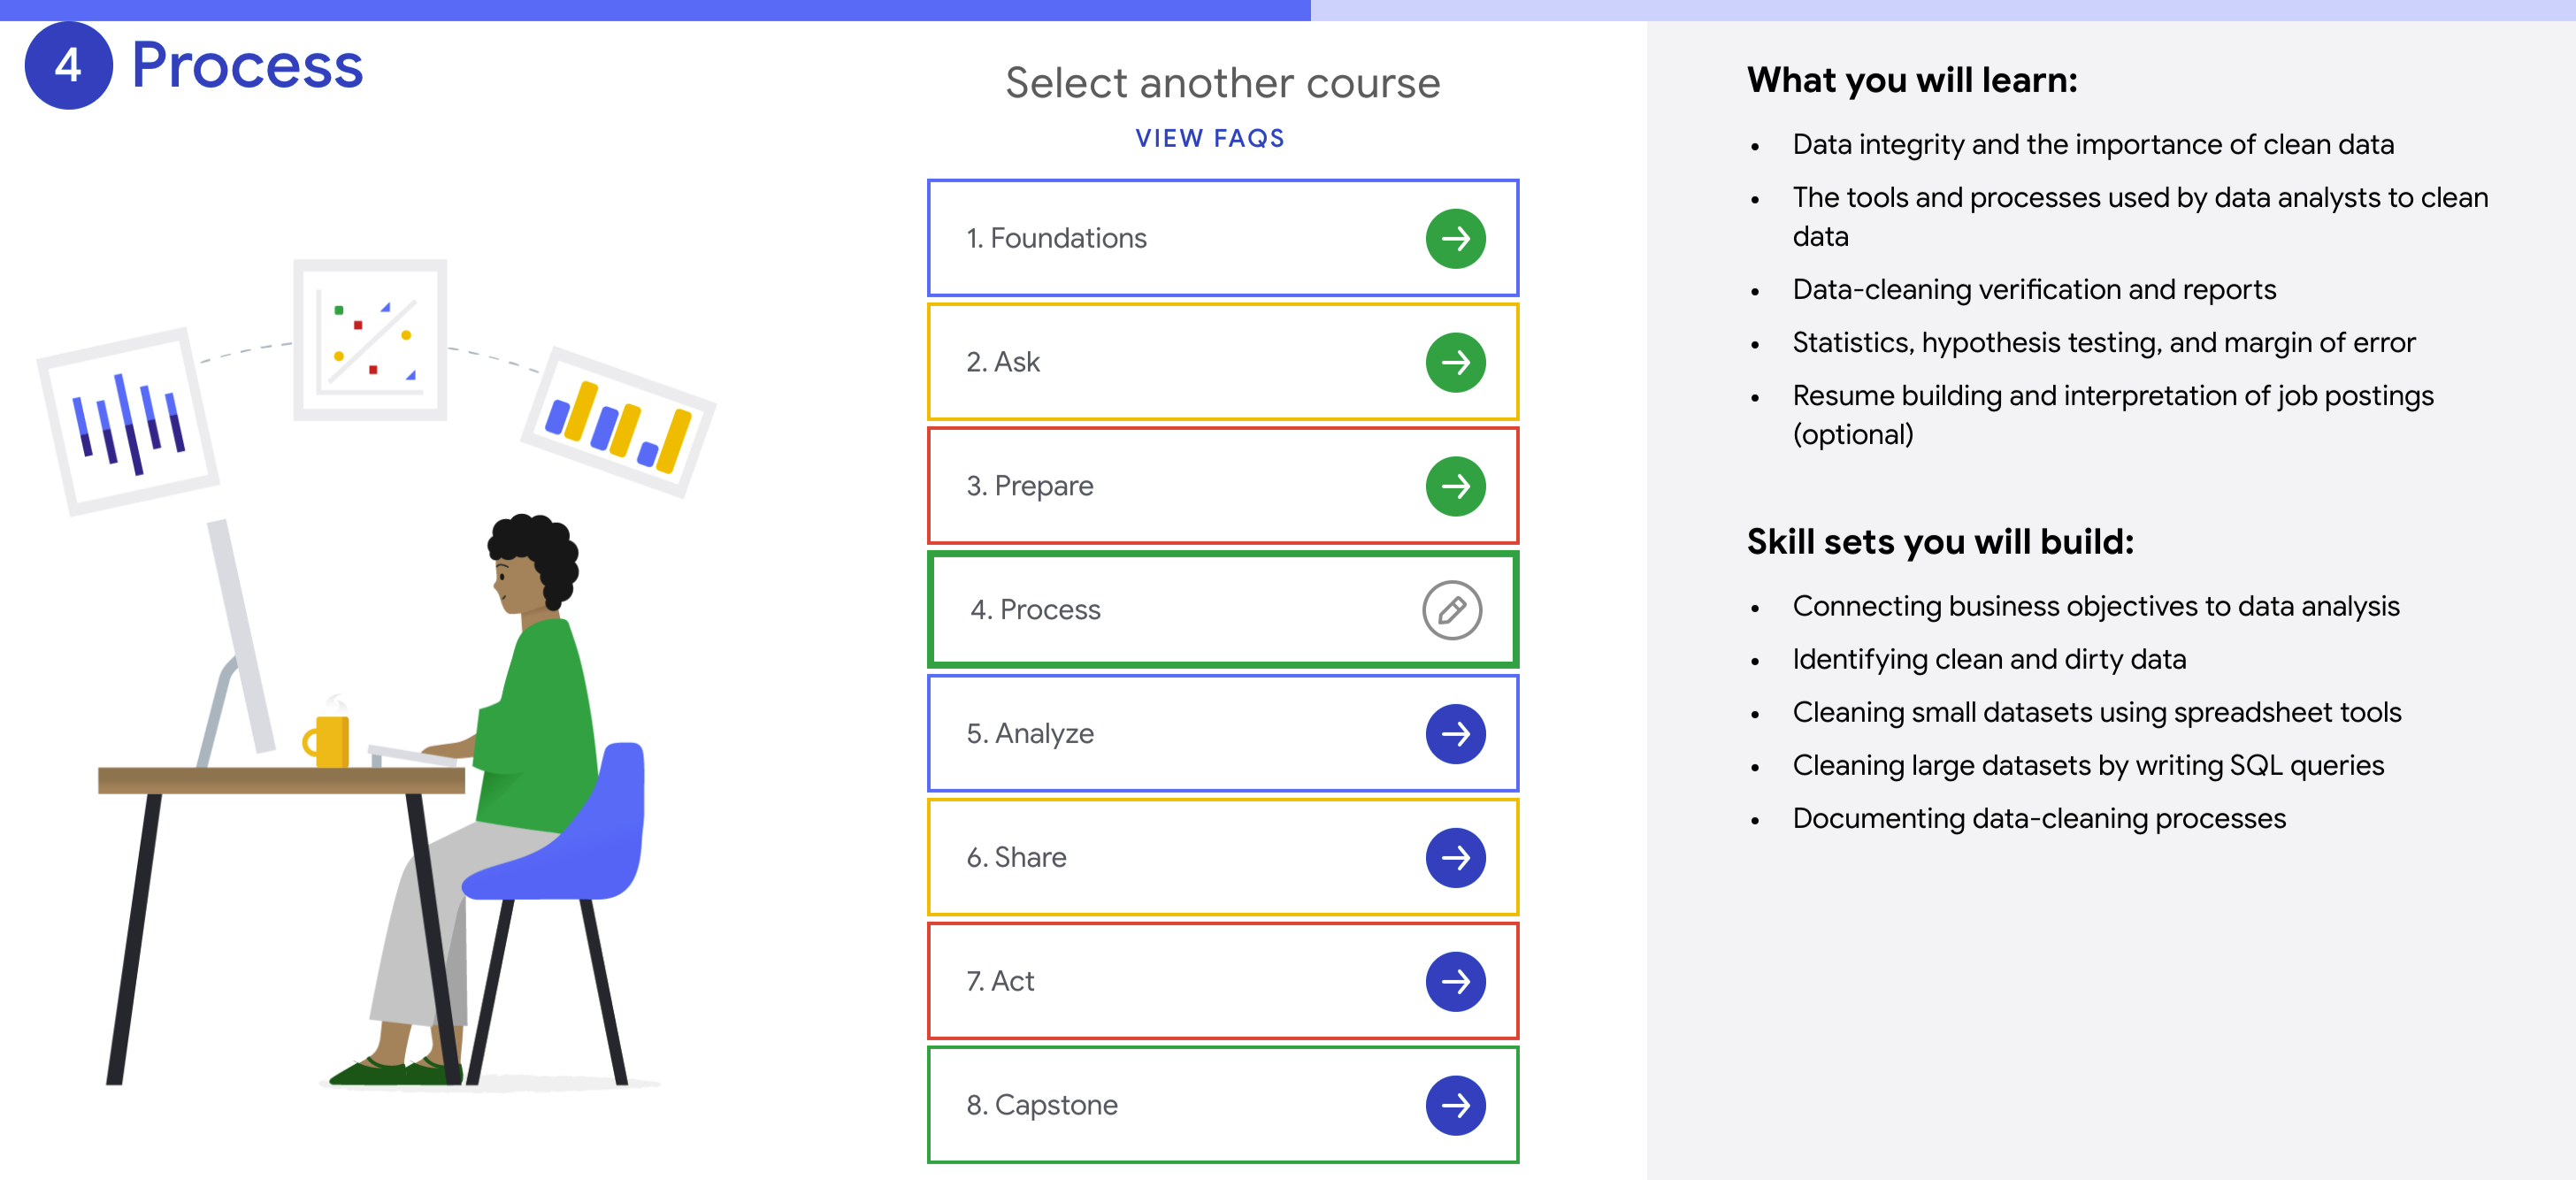 4 Process
Select another course
VIEW FAQS
1. Foundations
2. Ask
3. Prepare
4. Process
5. Analyze
6. Share
7. Act
8. Capstone
What you will learn:
• Data integrity and the importance of clean data
• The tools and processes used by data analysts to clean
data
• Data-cleaning verification and reports
• Statistics, hypothesis testing, and margin of error
• Resume building and interpretation of job postings
(optional)
Skill sets you will build:
• Connecting business objectives to data analysis
• Identifying clean and dirty data
• Cleaning small datasets using spreadsheet tools
• Cleaning large datasets by writing SQL queries
• Documenting data-cleaning processes